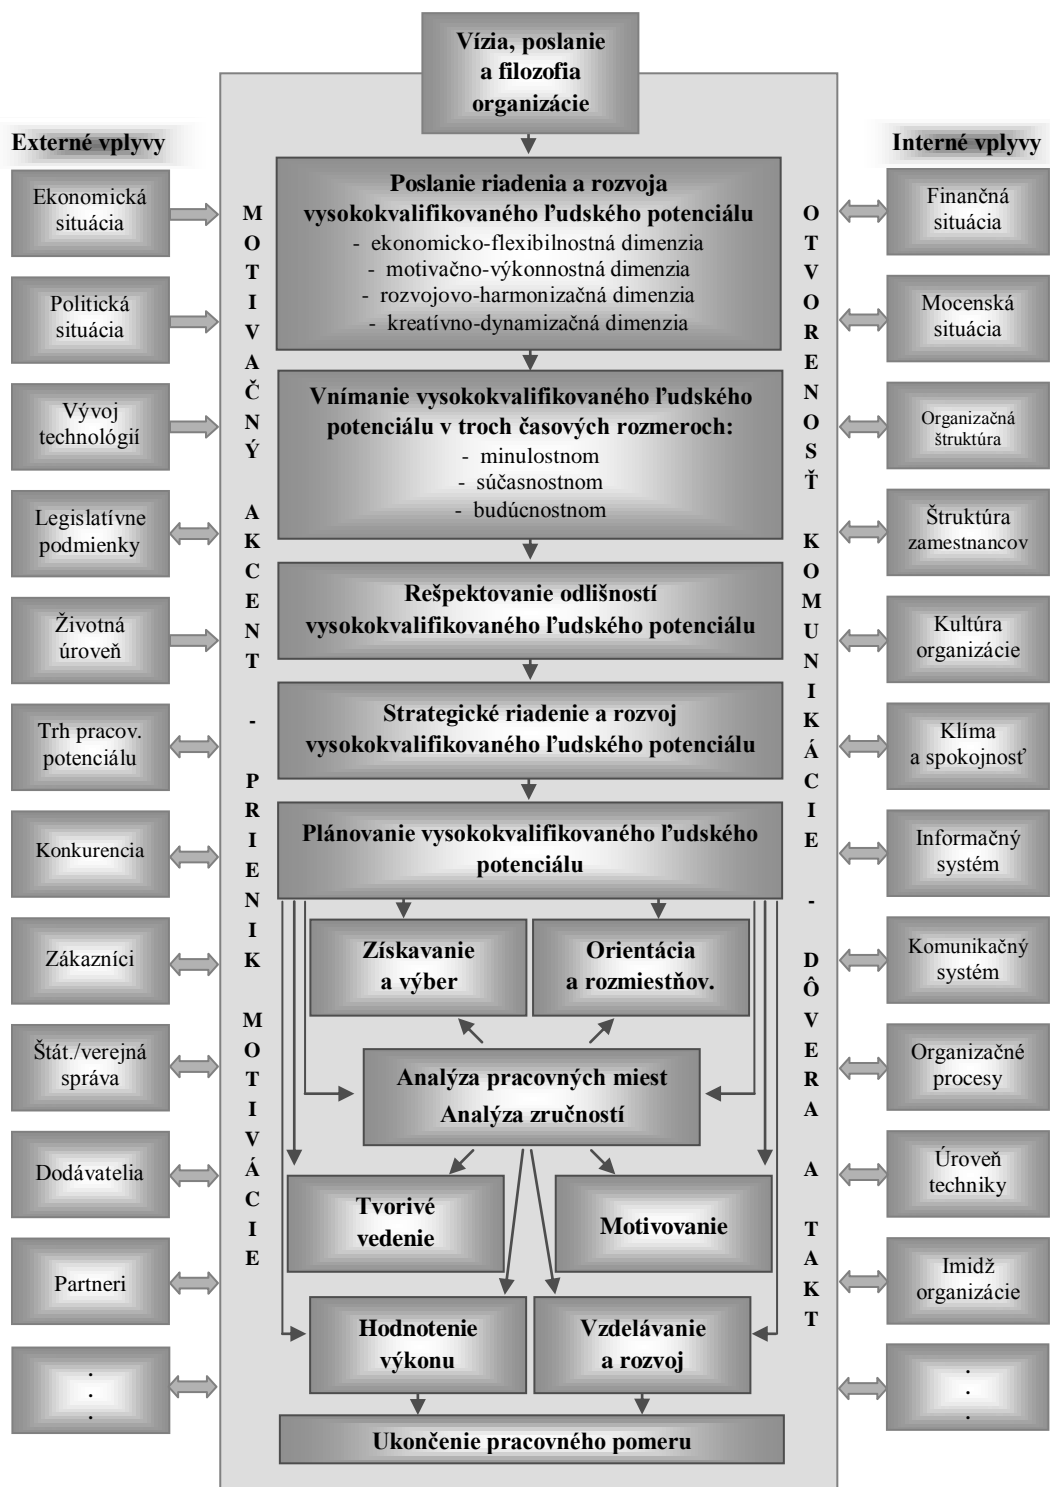 Vízia, poslanie
a filozofia
organizácie
Externé vplyvy
Ekonomická
situácia
Politická
situácia
Vývoj
technológií
Legislatívne
podmienky
Životná
úroveň
Trh pracov.
potenciálu
Konkurencia
Zákazníci
Štát./verejná
správa
Dodávatelia
Partneri
.
.
.
MOTIVAČNÝ AKCENT - PRIENIK MOTIVÁCIE
Poslanie riadenia a rozvoja
vysokokvalifikovaného ľudského potenciálu
- ekonomicko-flexibilnostná dimenzia
- motivačno-výkonnostná dimenzia
- rozvojovo-harmonizačná dimenzia
- kreatívno-dynamizačná dimenzia
Vnímanie vysokokvalifikovaného ľudského
potenciálu v troch časových rozmeroch:
- minulostnom
- súčasnostnom
- budúcnostnom
Rešpektovanie odlišností
vysokokvalifikovaného ľudského potenciálu
Strategické riadenie a rozvoj
vysokokvalifikovaného ľudského potenciálu
Plánovanie vysokokvalifikovaného ľudského
potenciálu
Získavanie
a výber
Orientácia
a rozmiestňov.
Analýza pracovných miest
Analýza zručností
Tvorivé
vedenie
Motivovanie
Hodnotenie
výkonu
Vzdelávanie
a rozvoj
Ukončenie pracovného pomeru
OTVORENOSŤ KOMUNIKÁCIE - DÔVERA A TAKT
Interné vplyvy
Finančná
situácia
Mocenská
situácia
Organizačná
štruktúra
Štruktúra
zamestnancov
Kultúra
organizácie
Klíma
a spokojnosť
Informačný
systém
Komunikačný
systém
Organizačné
procesy
Úroveň
techniky
Imidž
organizácie
.
.
.